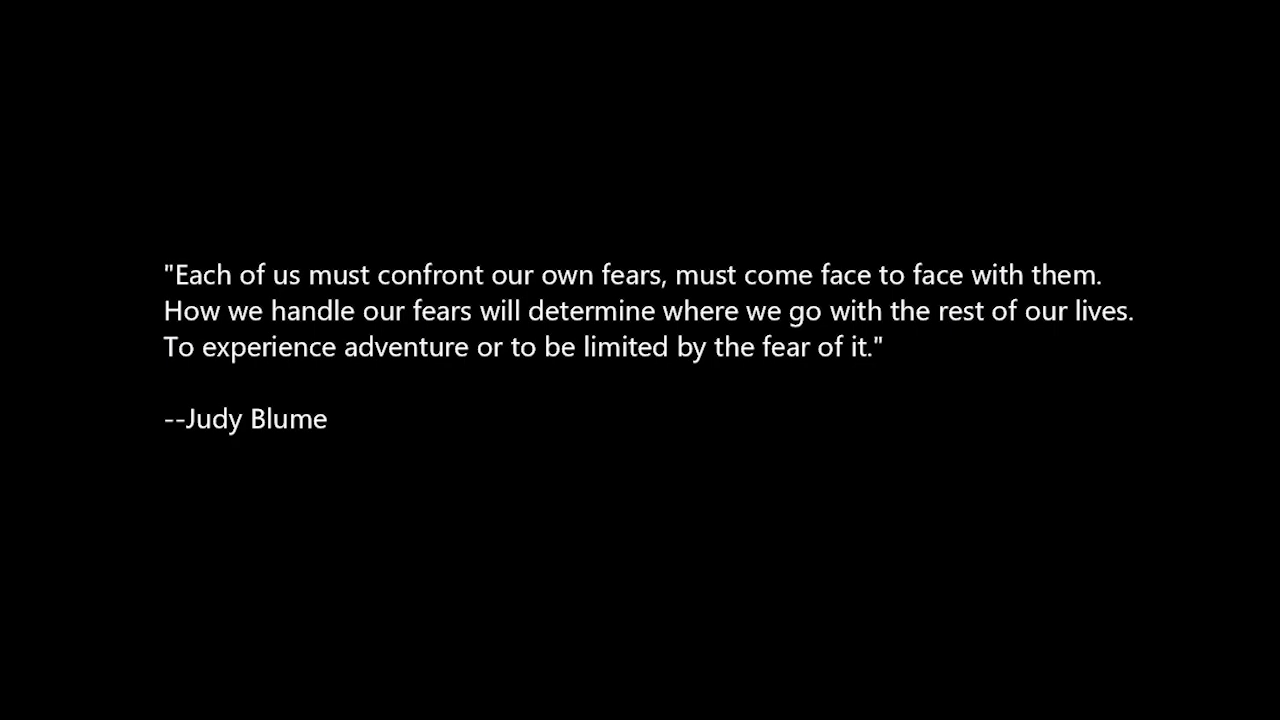 "Each of us must confront our own fears, must come face to face with them.
How we handle our fears will determine where we go with the rest of our lives.
To experience adventure or to be limited by the fear of it."
--Judy Blume